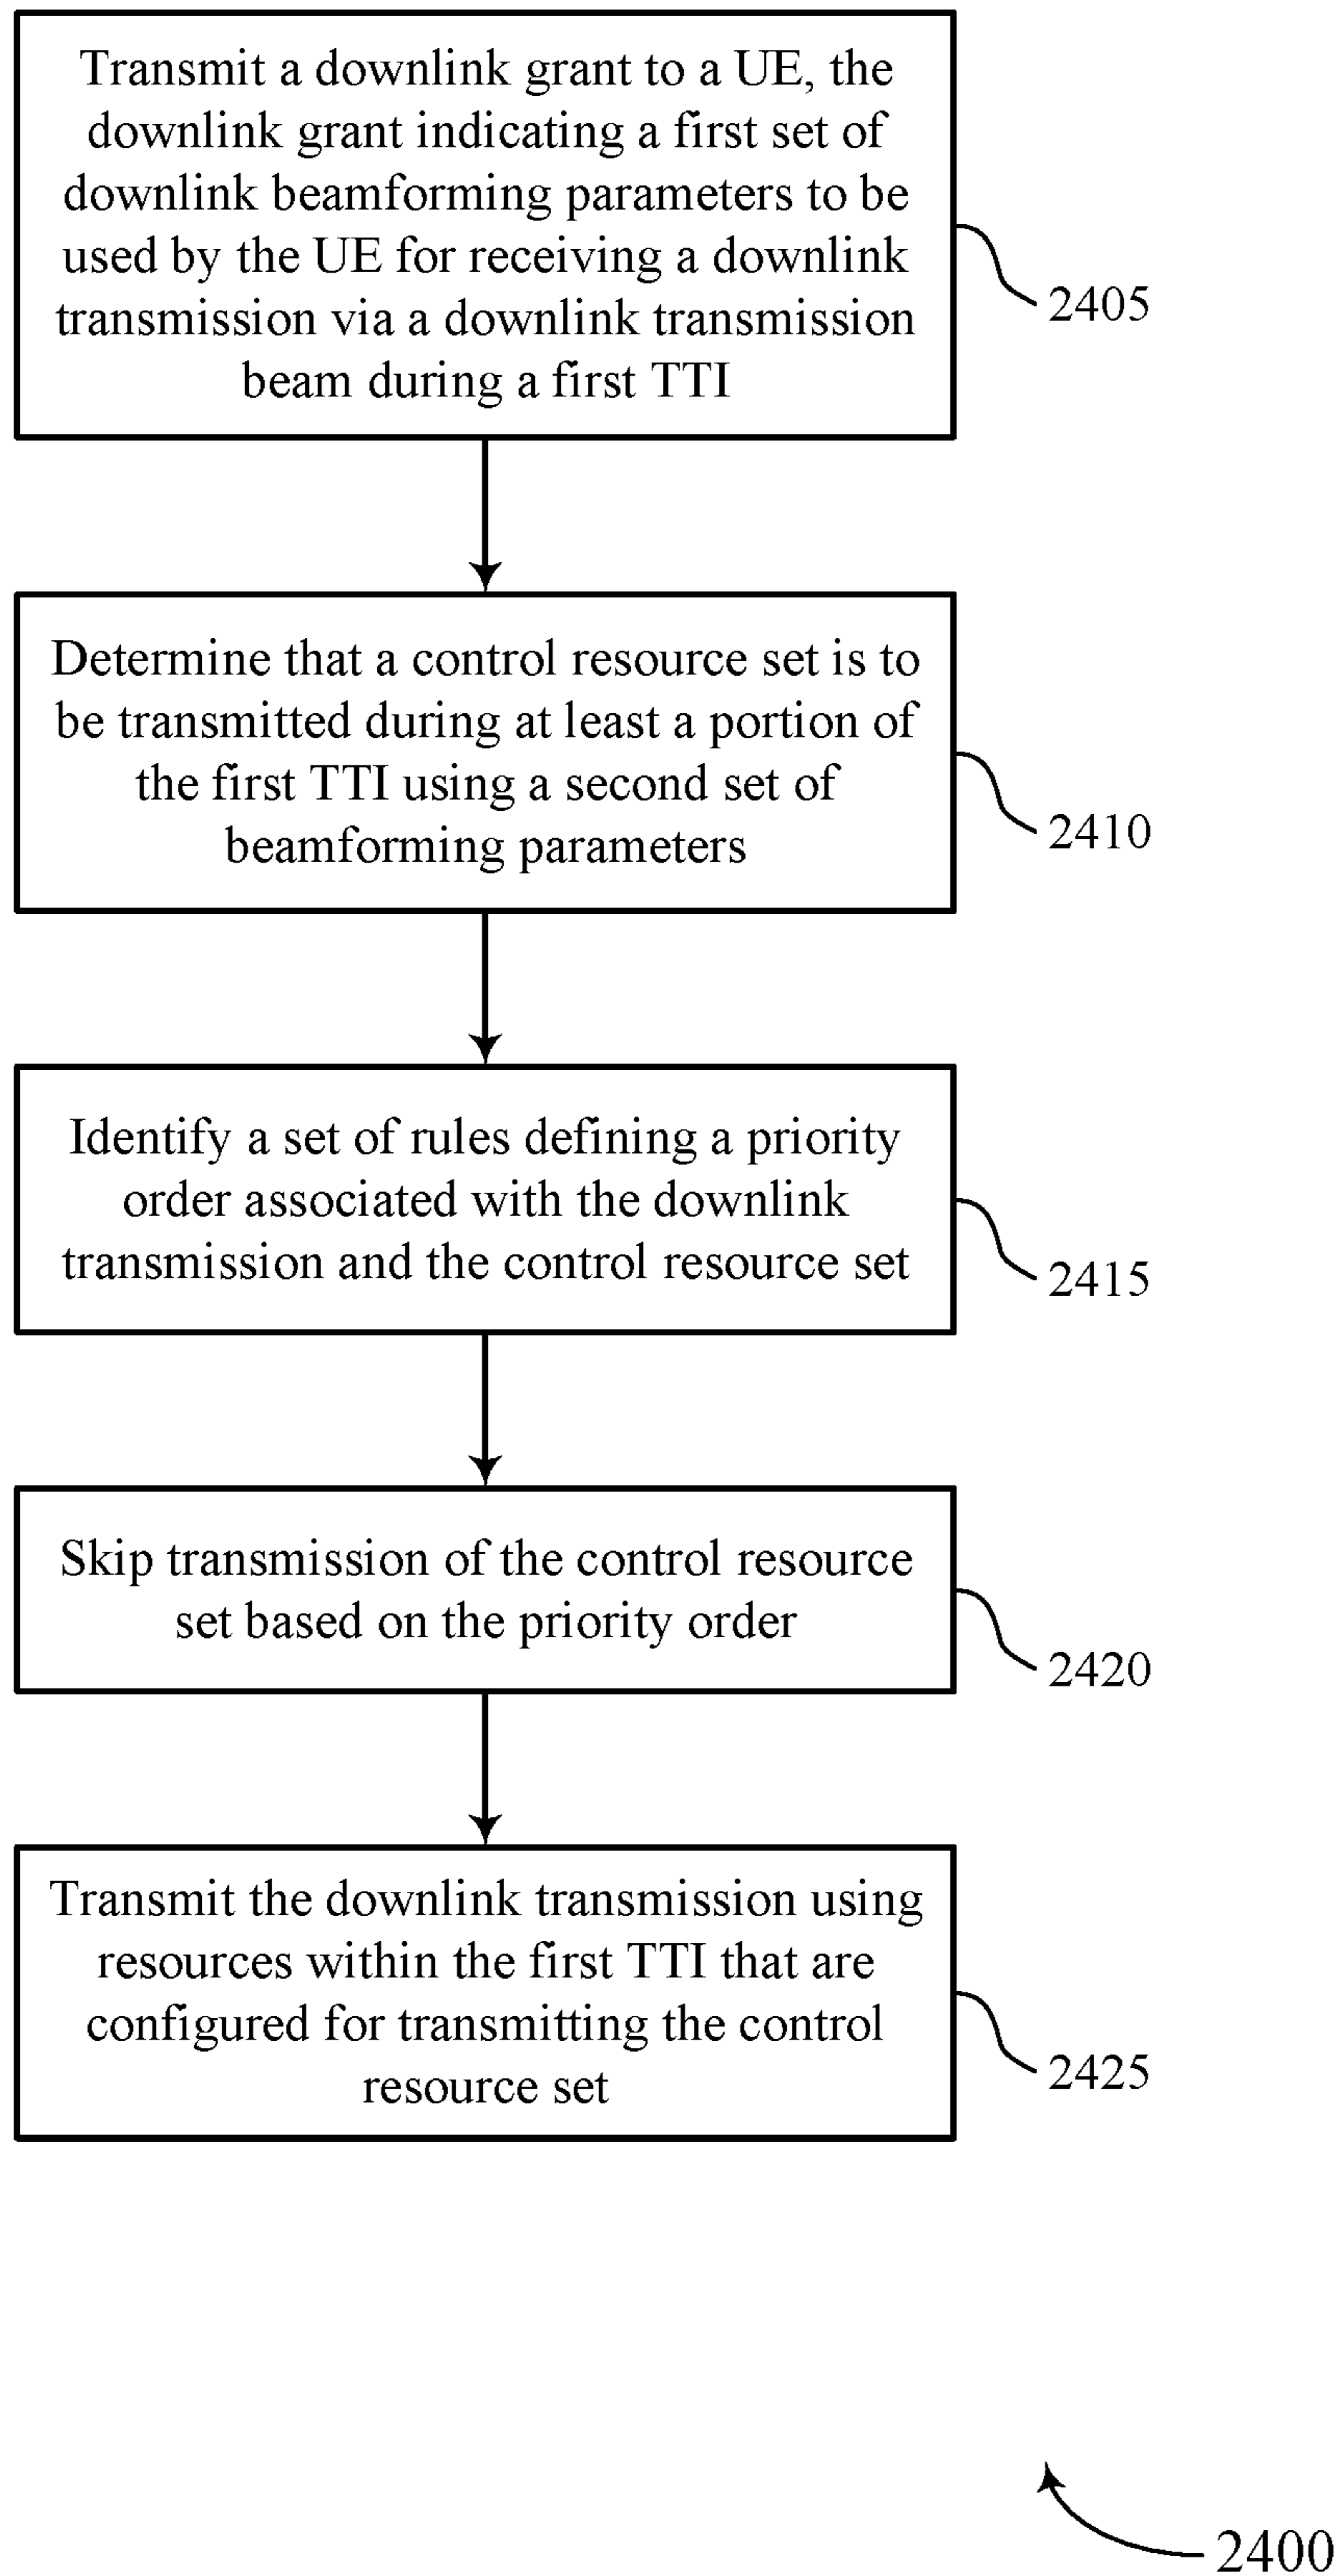 Transmit a downlink grant to a UE, the
downlink grant indicating a first set of
downlink beamforming parameters to be
used by the UE for receiving a downlink
transmission via a downlink transmission
beam during a first TTI
2405
Determine that a control resource set is to
be transmitted during at least a portion of
the first TTI using a second set of
beamforming parameters
2410
Identify a set of rules defining a priority
order associated with the downlink
transmission and the control resource set
2415
Skip transmission of the control resource
set based on the priority order
2420
Transmit the downlink transmission using
resources within the first TTI that are
configured for transmitting the control
resource set
2425
2400